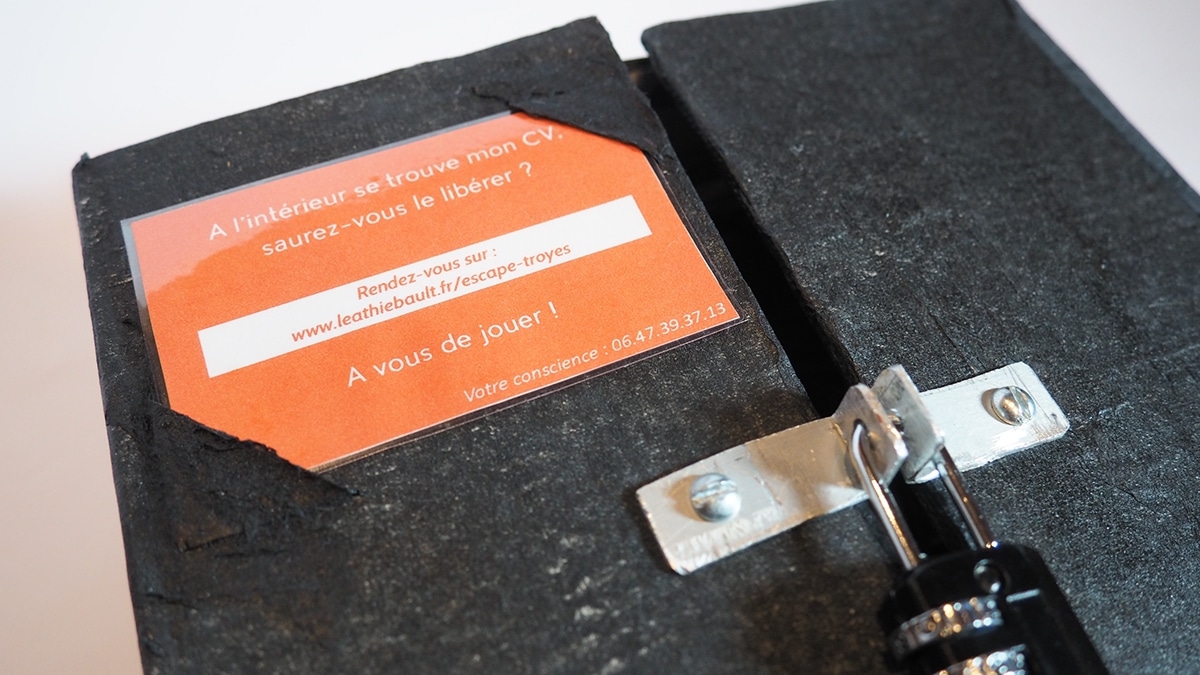 A l'intérieur se trouve mon CV,
saurez-vous le libérer ?
Rendez-vous sur :
www.leathiebault.fr/escape-troyes
A vous de jouer !
Votre conscience : 06.47.39.37.13